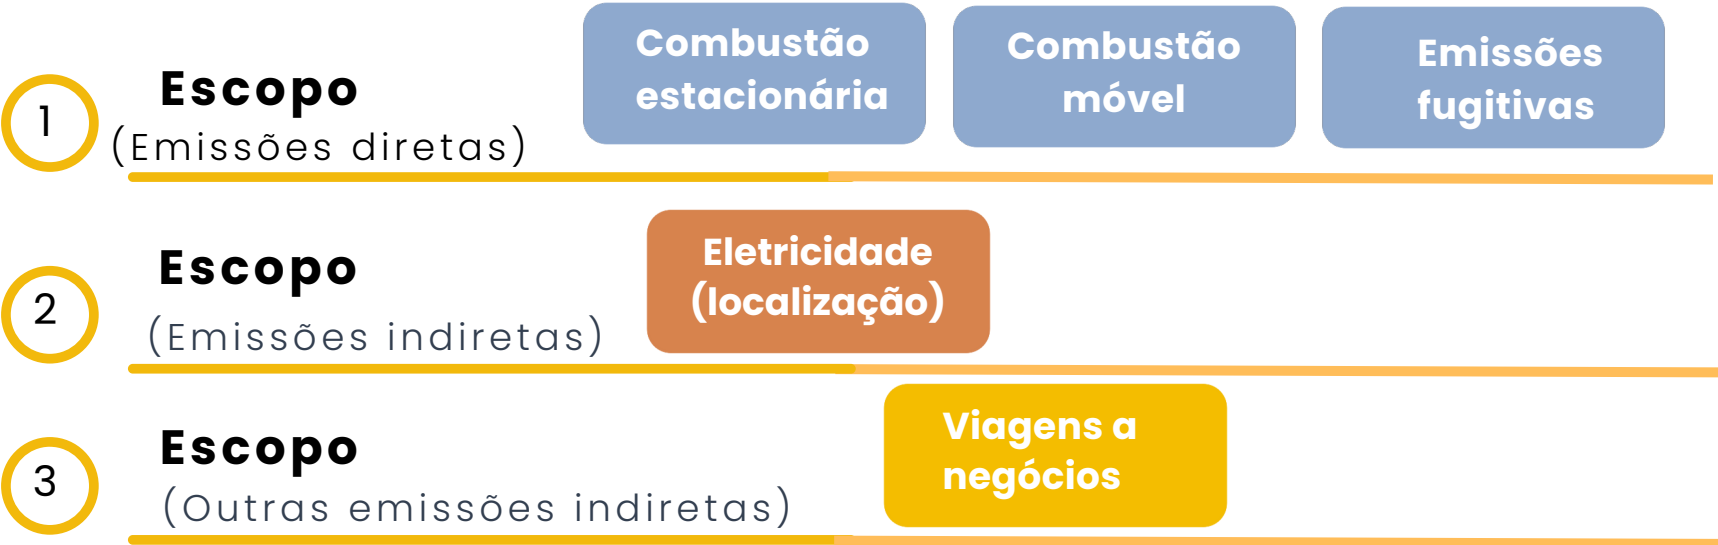 1
Escopo
(Emissões diretas)
Combustão
estacionária
Combustão
móvel
Emissões
fugitivas
2
Escopo
(Emissões indiretas)
Eletricidade
(localização)
3
Escopo
(Outras emissões indiretas)
Viagens a
negócios